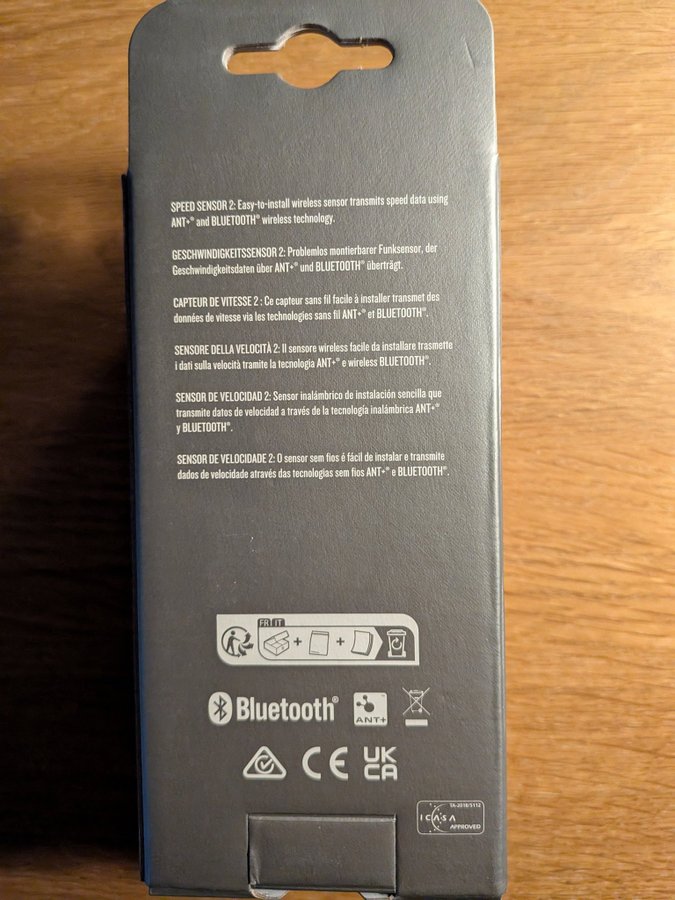 SPEED SENSOR 2: Easy-to-install wireless sensor transmits speed data using
ANT+® and BLUETOOTH® wireless technology.
GESCHWINDIGKEITSSENSOR 2: Problemlos montierbarer Funksensor, der
Geschwindigkeitsdaten über ANT+® und BLUETOOTH® überträgt.
CAPTEUR DE VITESSE 2 : Ce capteur sans fil facile à installer transmet des
données de vitesse via les technologies sans fil ANT+® et BLUETOOTH®.
SENSORE DELLA VELOCITÀ 2: Il sensore wireless facile da installare trasmette
i dati sulla velocità tramite la tecnologia ANT+® e wireless BLUETOOTH®.
SENSOR DE VELOCIDAD 2: Sensor inalámbrico de instalación sencilla que
transmite datos de velocidad a través de la tecnología inalámbrica ANT+®
y BLUETOOTH®.
SENSOR DE VELOCIDADE 2: O sensor sem fios é fácil de instalar e transmite
dados de velocidade através das tecnologias sem fios ANT+® e BLUETOOTH®.
FR IT
+ +
Bluetooth®
ANT+
CE
UK
CA
TA-2018/5112
ICASA
APPROVED